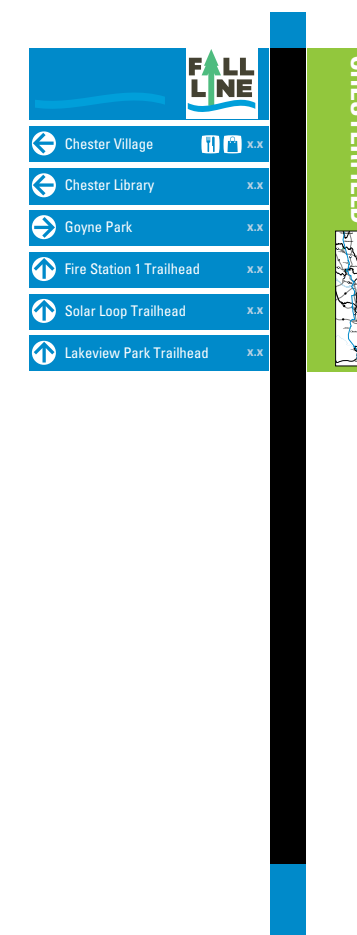 FALL
LINE
Chester Village x.x
Chester Library x.x
Goyne Park x.x
Fire Station 1 Trailhead x.x
Solar Loop Trailhead x.x
Lakeview Park Trailhead x.x